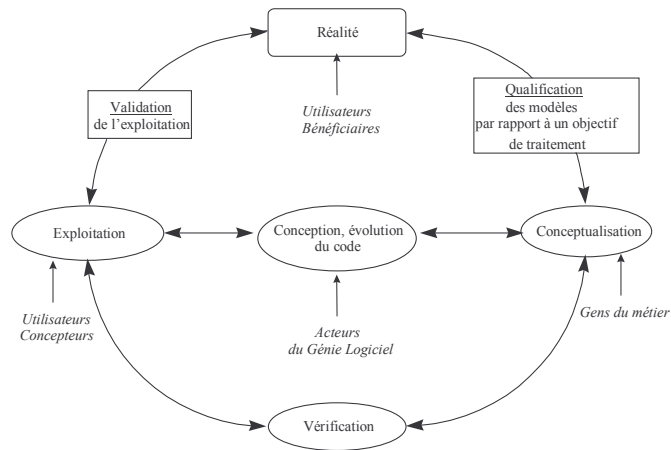 Réalité
Validation
de l'exploitation
Utilisateurs
Bénéficiaires
Qualification
des modèles
par rapport à un objectif
de traitement
Exploitation
Conception, évolution
du code
Conceptualisation
Utilisateurs
Concepteurs
Acteurs
du Génie Logiciel
Gens du métier
Vérification